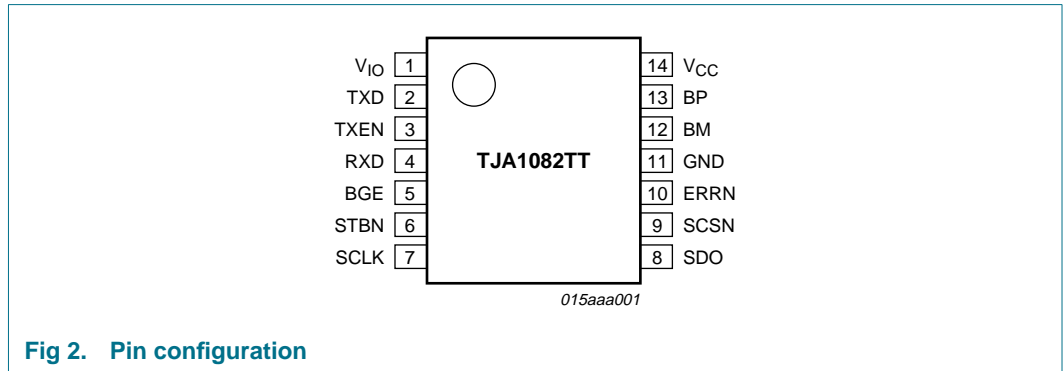 VIO 1 14 VCC
TXD 2 13 BP
TXEN 3 12 BM
RXD 4 TJA1082TT 11 GND
BGE 5 10 ERRN
STBN 6 9 SCSN
SCLK 7 8 SDO
015aaa001
Fig 2. Pin configuration